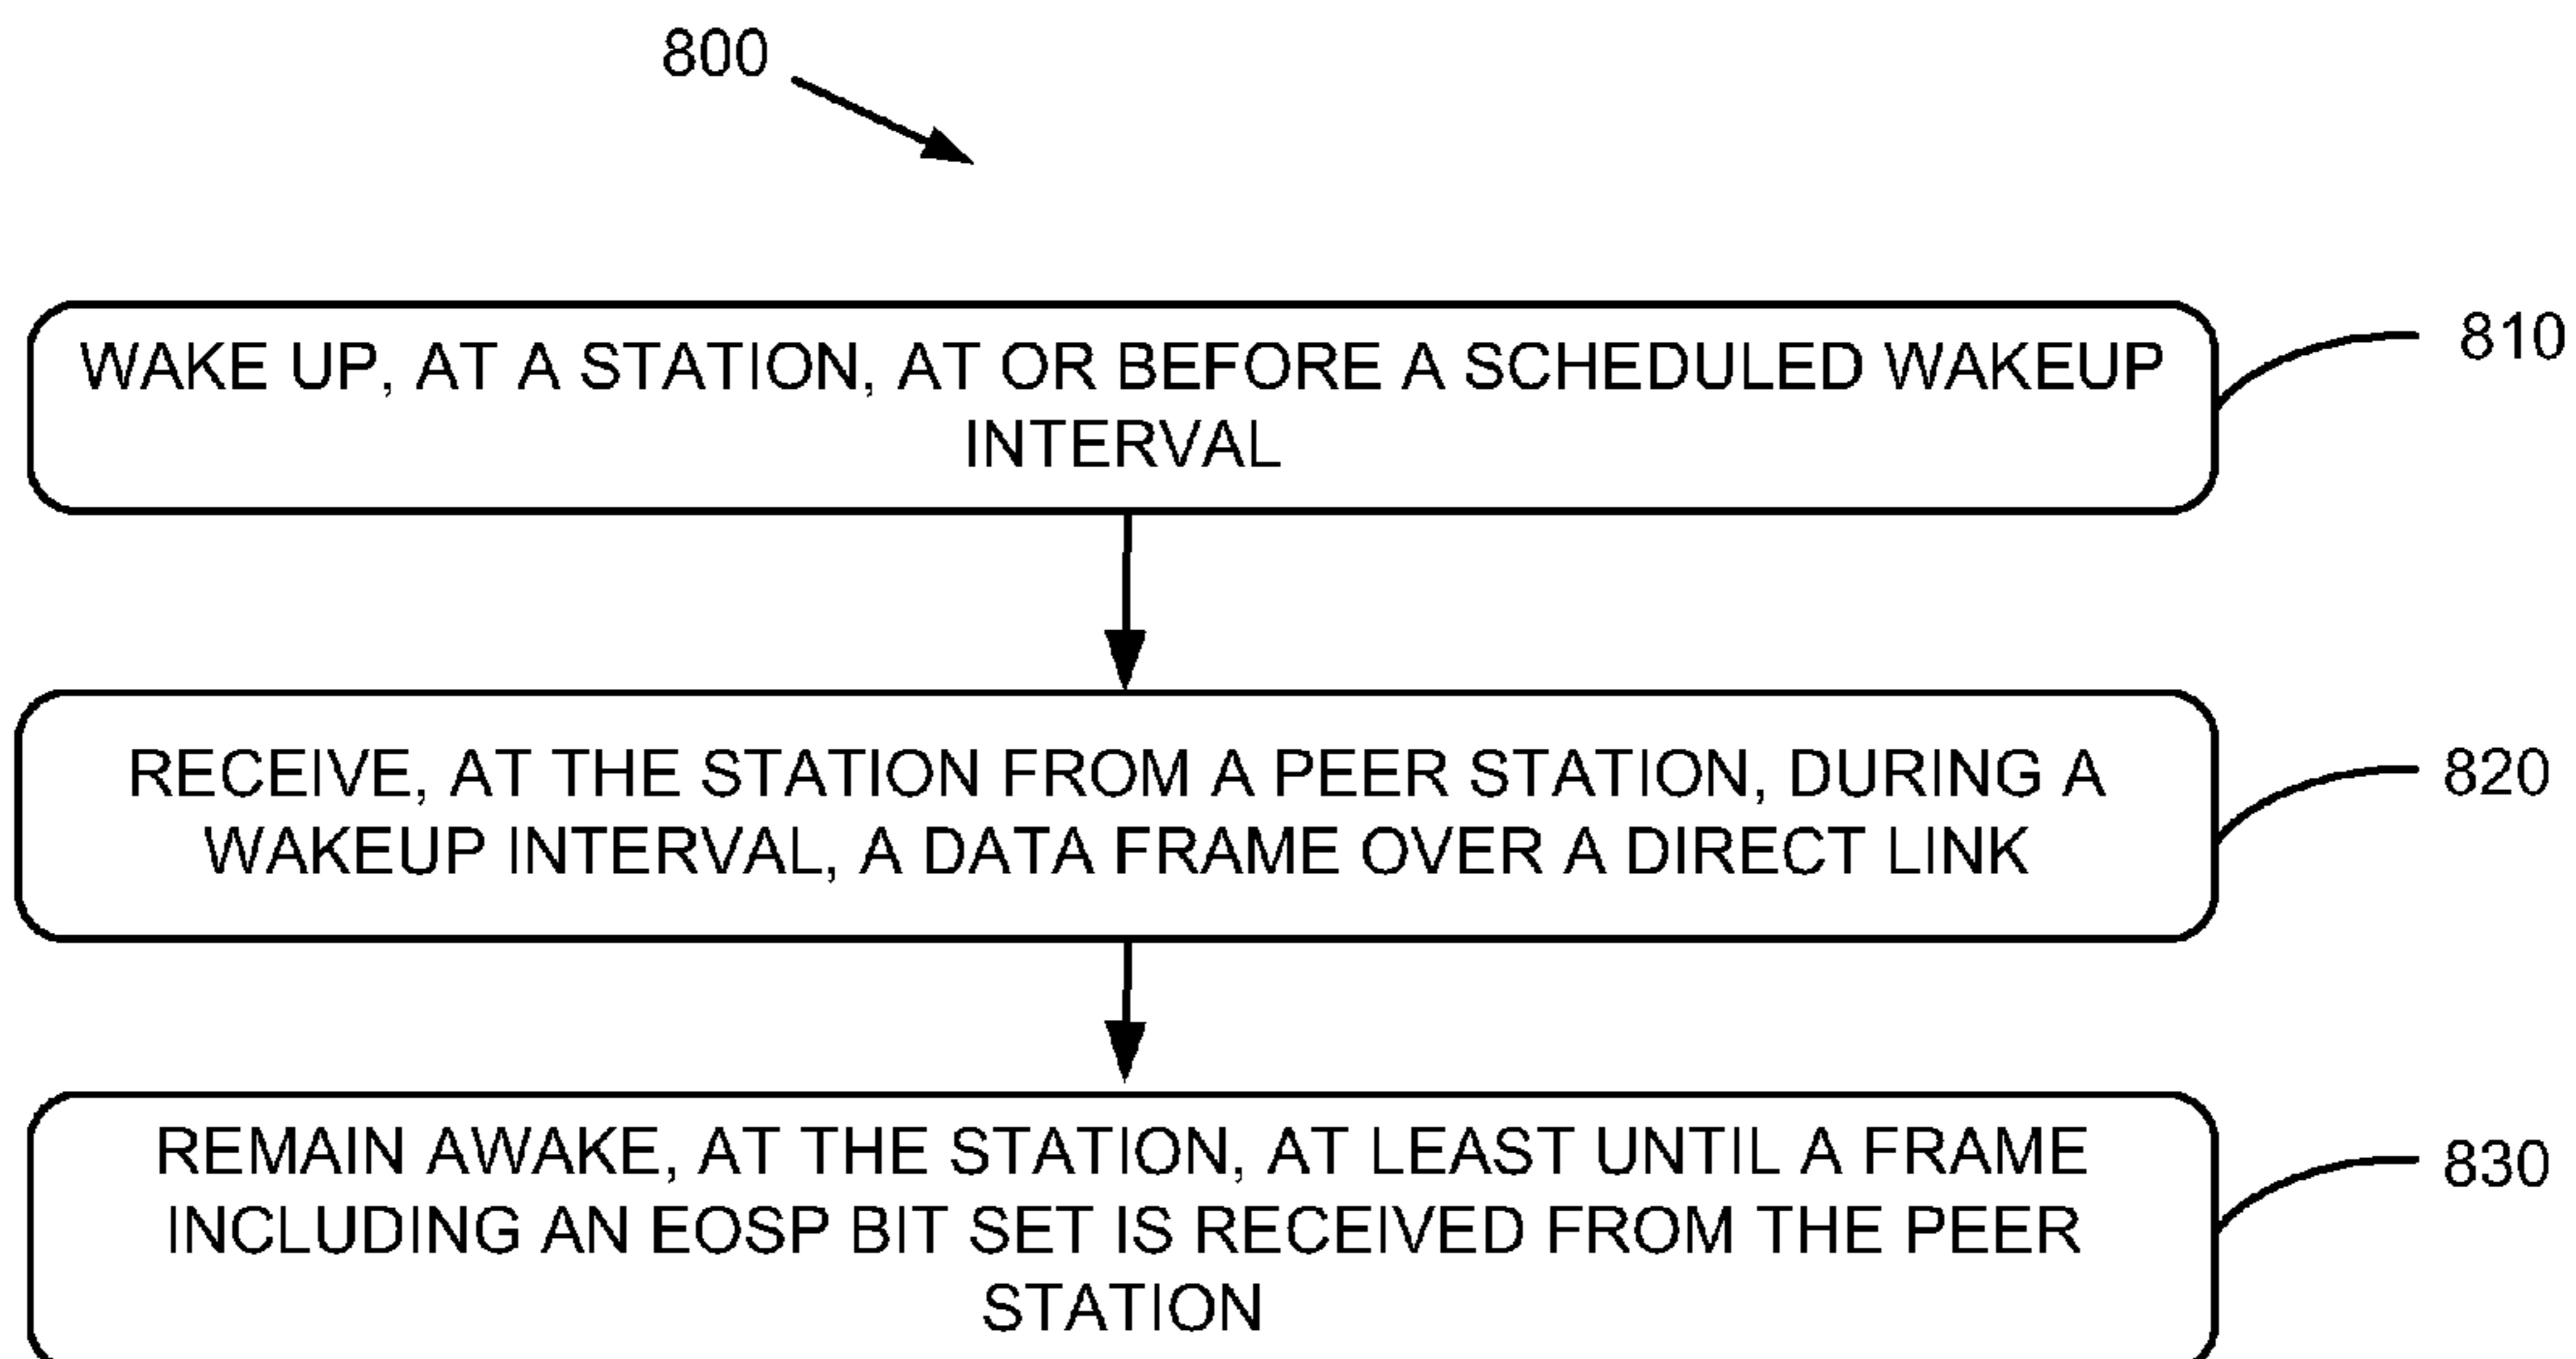 800
WAKE UP, AT A STATION, AT OR BEFORE A SCHEDULED WAKEUP
INTERVAL
810
RECEIVE, AT THE STATION FROM A PEER STATION, DURING A
WAKEUP INTERVAL, A DATA FRAME OVER A DIRECT LINK
820
REMAIN AWAKE, AT THE STATION, AT LEAST UNTIL A FRAME
INCLUDING AN EOSP BIT SET IS RECEIVED FROM THE PEER
STATION
830